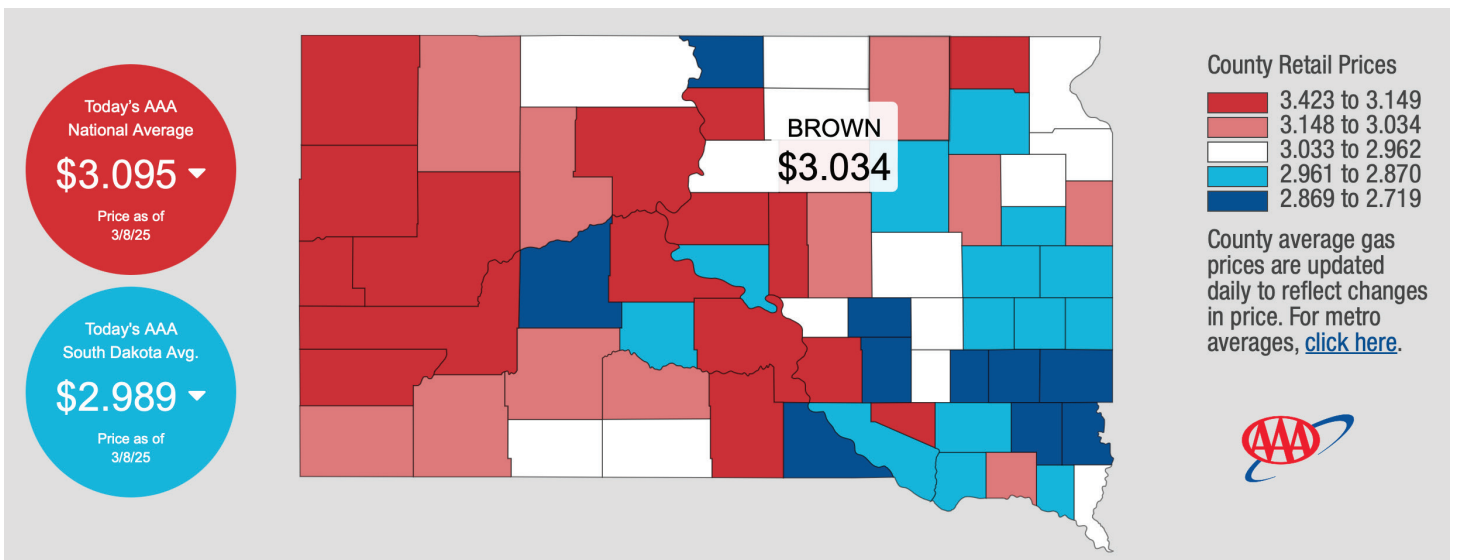 Today's AAA
National Average
$3.095
Price as of
3/8/25
Today's AAA
South Dakota Avg.
$2.989
Price as of
3/8/25
BROWN
$3.034
County Retail Prices
3.423 to 3.149
3.148 to 3.034
3.033 to 2.962
2.961 to 2.870
2.869 to 2.719
County average gas
prices are updated
daily to reflect changes
in price. For metro
averages, click here.
AAA